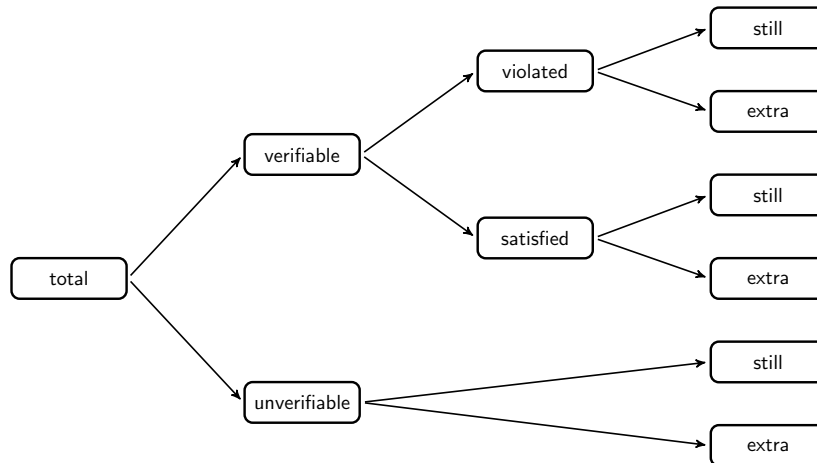 still
violated
extra
verifiable
still
satisfied
total
extra
still
unverifiable
extra